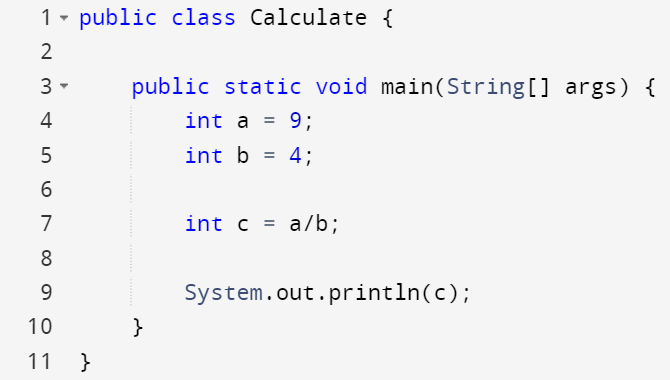 1 public class Calculate {
2
3     public static void main(String[] args) {
4         int a = 9;
5         int b = 4;
6
7         int c = a/b;
8
9         System.out.println(c);
10     }
11 }